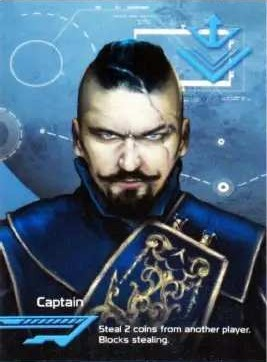 Captain
Steal 2 coins from another player.
Blocks stealing.